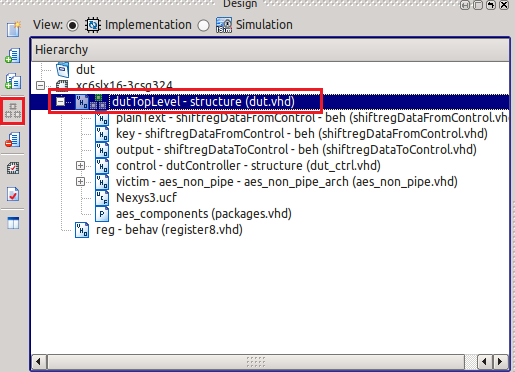 Design
View: Implementation Simulation
Hierarchy
dut
xc6slx16-3csg324
dutTopLevel - structure (dut.vhd)
plainText - shiftregDataFromControl - beh (shiftregDataFromControl.vhd)
key - shiftregDataFromControl - beh (shiftregDataFromControl.vhd)
output - shiftregDataToControl - beh (shiftregDataToControl.vhd)
control - dutController - structure (dut_ctrl.vhd)
victim - aes_non_pipe - aes_non_pipe_arch (aes_non_pipe.vhd)
Nexys3.ucf
aes_components (packages.vhd)
reg - behav (register8.vhd)